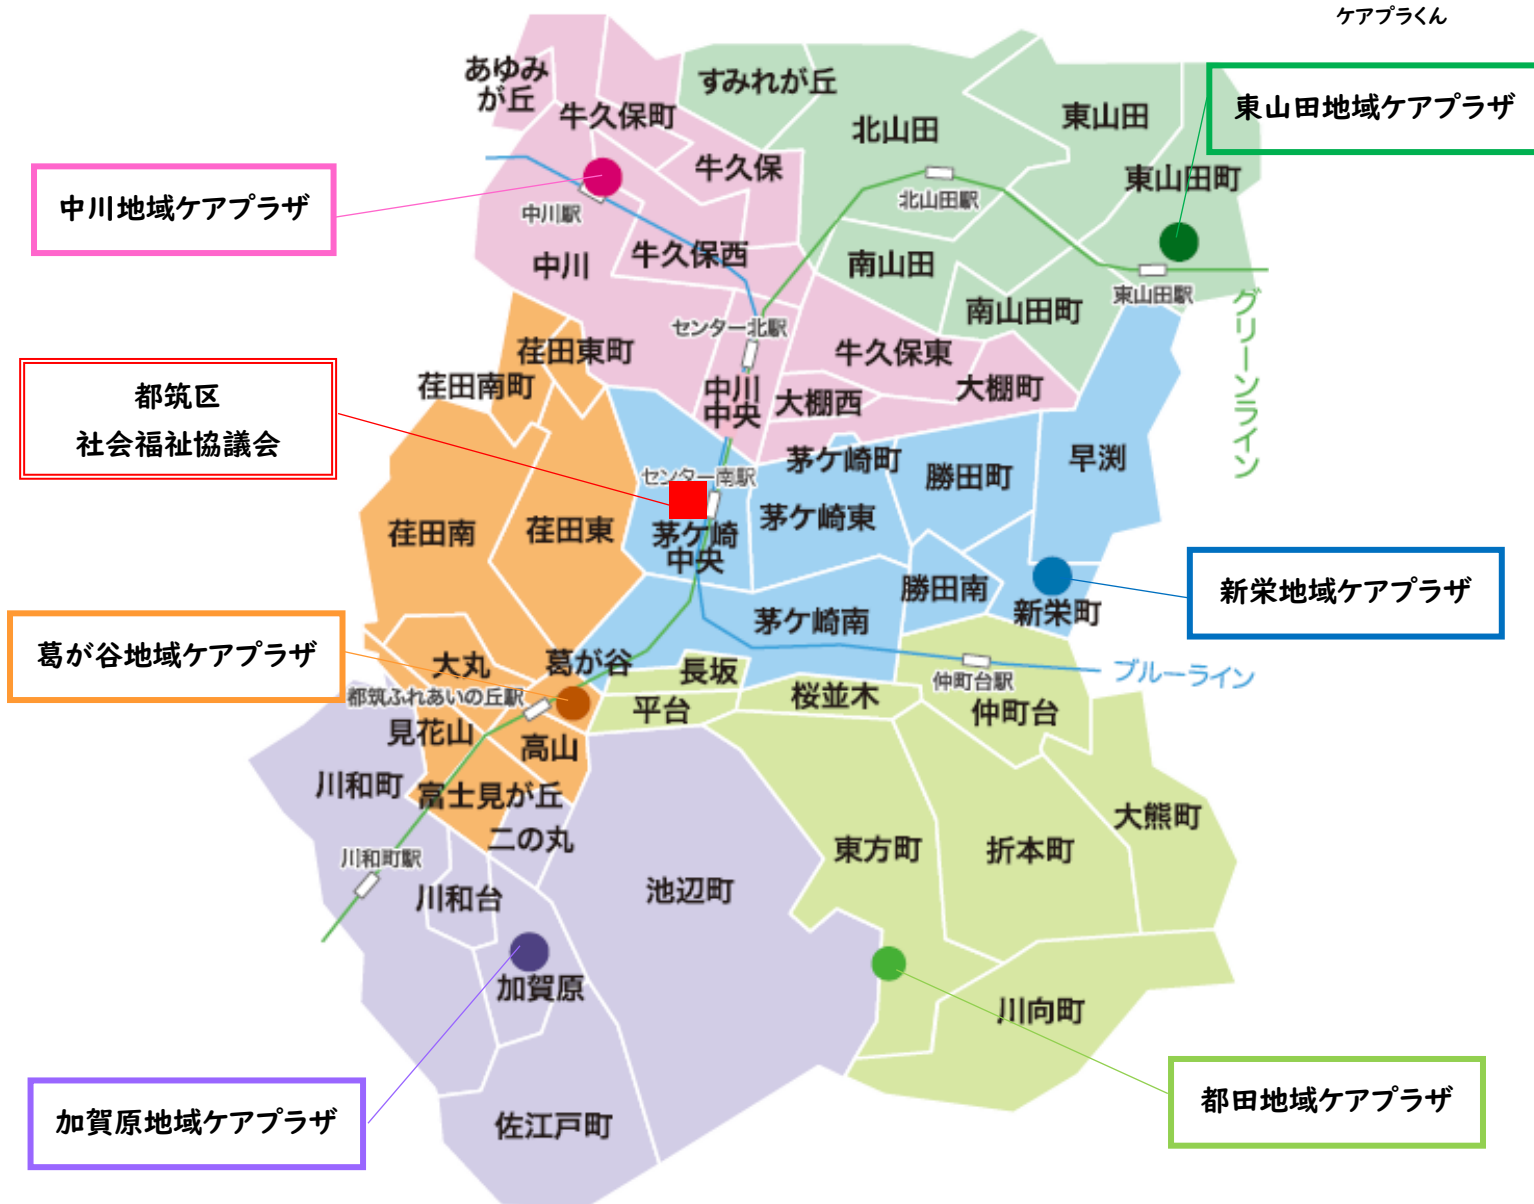 ケアプラくん
あゆみ
が丘
すみれが丘
牛久保町
北山田
東山田
東山田地域ケアプラザ
牛久保
東山田町
中川地域ケアプラザ
中川駅
北山田駅
中川
牛久保西
南山田
東山田駅
グリーンライン
南山田町
センター北駅
荏田東町
牛久保東
荏田南町
中川
中央
大棚西
大棚町
都筑区
社会福祉協議会
茅ケ崎町
早渕
センター南駅
勝田町
荏田南
荏田東
茅ケ崎
中央
茅ケ崎東
勝田南
新栄地域ケアプラザ
新栄町
茅ケ崎南
葛が谷地域ケアプラザ
大丸
葛が谷
長坂
仲町台駅
ブルーライン
都筑ふれあいの丘駅
平台
桜並木
仲町台
見花山
高山
川和町
富士見が丘
大熊町
二の丸
東方町
折本町
川和町駅
川和台
池辺町
加賀原
川向町
加賀原地域ケアプラザ
佐江戸町
都田地域ケアプラザ